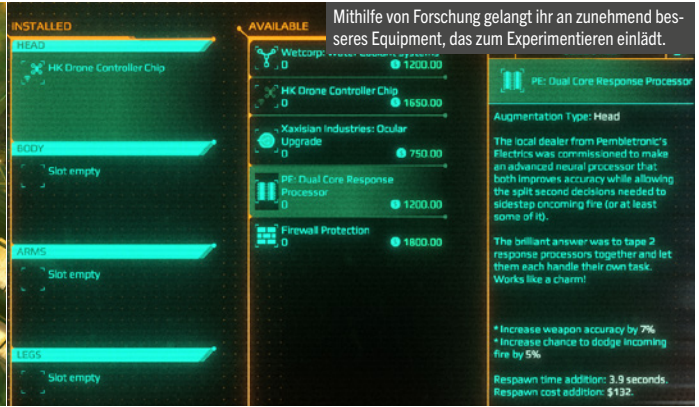 Mithilfe von Forschung gelangt ihr an zunehmend bes-
seres Equipment, das zum Experimentieren einlädt.
INSTALLED
HEAD
HK Drone Controller Chip
BODY
Slot empty
ARMS
Slot empty
LEGS
Slot empty
AVAILABLE
Wetcorp: Water Coolant Systems
0 1200.00
HK Drone Controller Chip
0 1650.00
Xaxisian Industries: Ocular
Upgrade
0 750.00
PE: Dual Core Response
Processor
0 1200.00
Firewall Protection
0 1800.00
PE: Dual Core Response Processor
Augmentation Type: Head
The local dealer from Pembletronic's
Electrics was commissioned to make
an advanced neural processor that
both improves accuracy while allowing
the split second decisions needed to
sidestep oncoming fire (or at least
some of it).
The brilliant answer was to tape 2
response processors together and let
them each handle their own task.
Works like a charm!
* Increase weapon accuracy by 7%
* Increase chance to dodge incoming
fire by 5%
Respawn time addition: 3.9 seconds.
Respawn cost addition: $132.